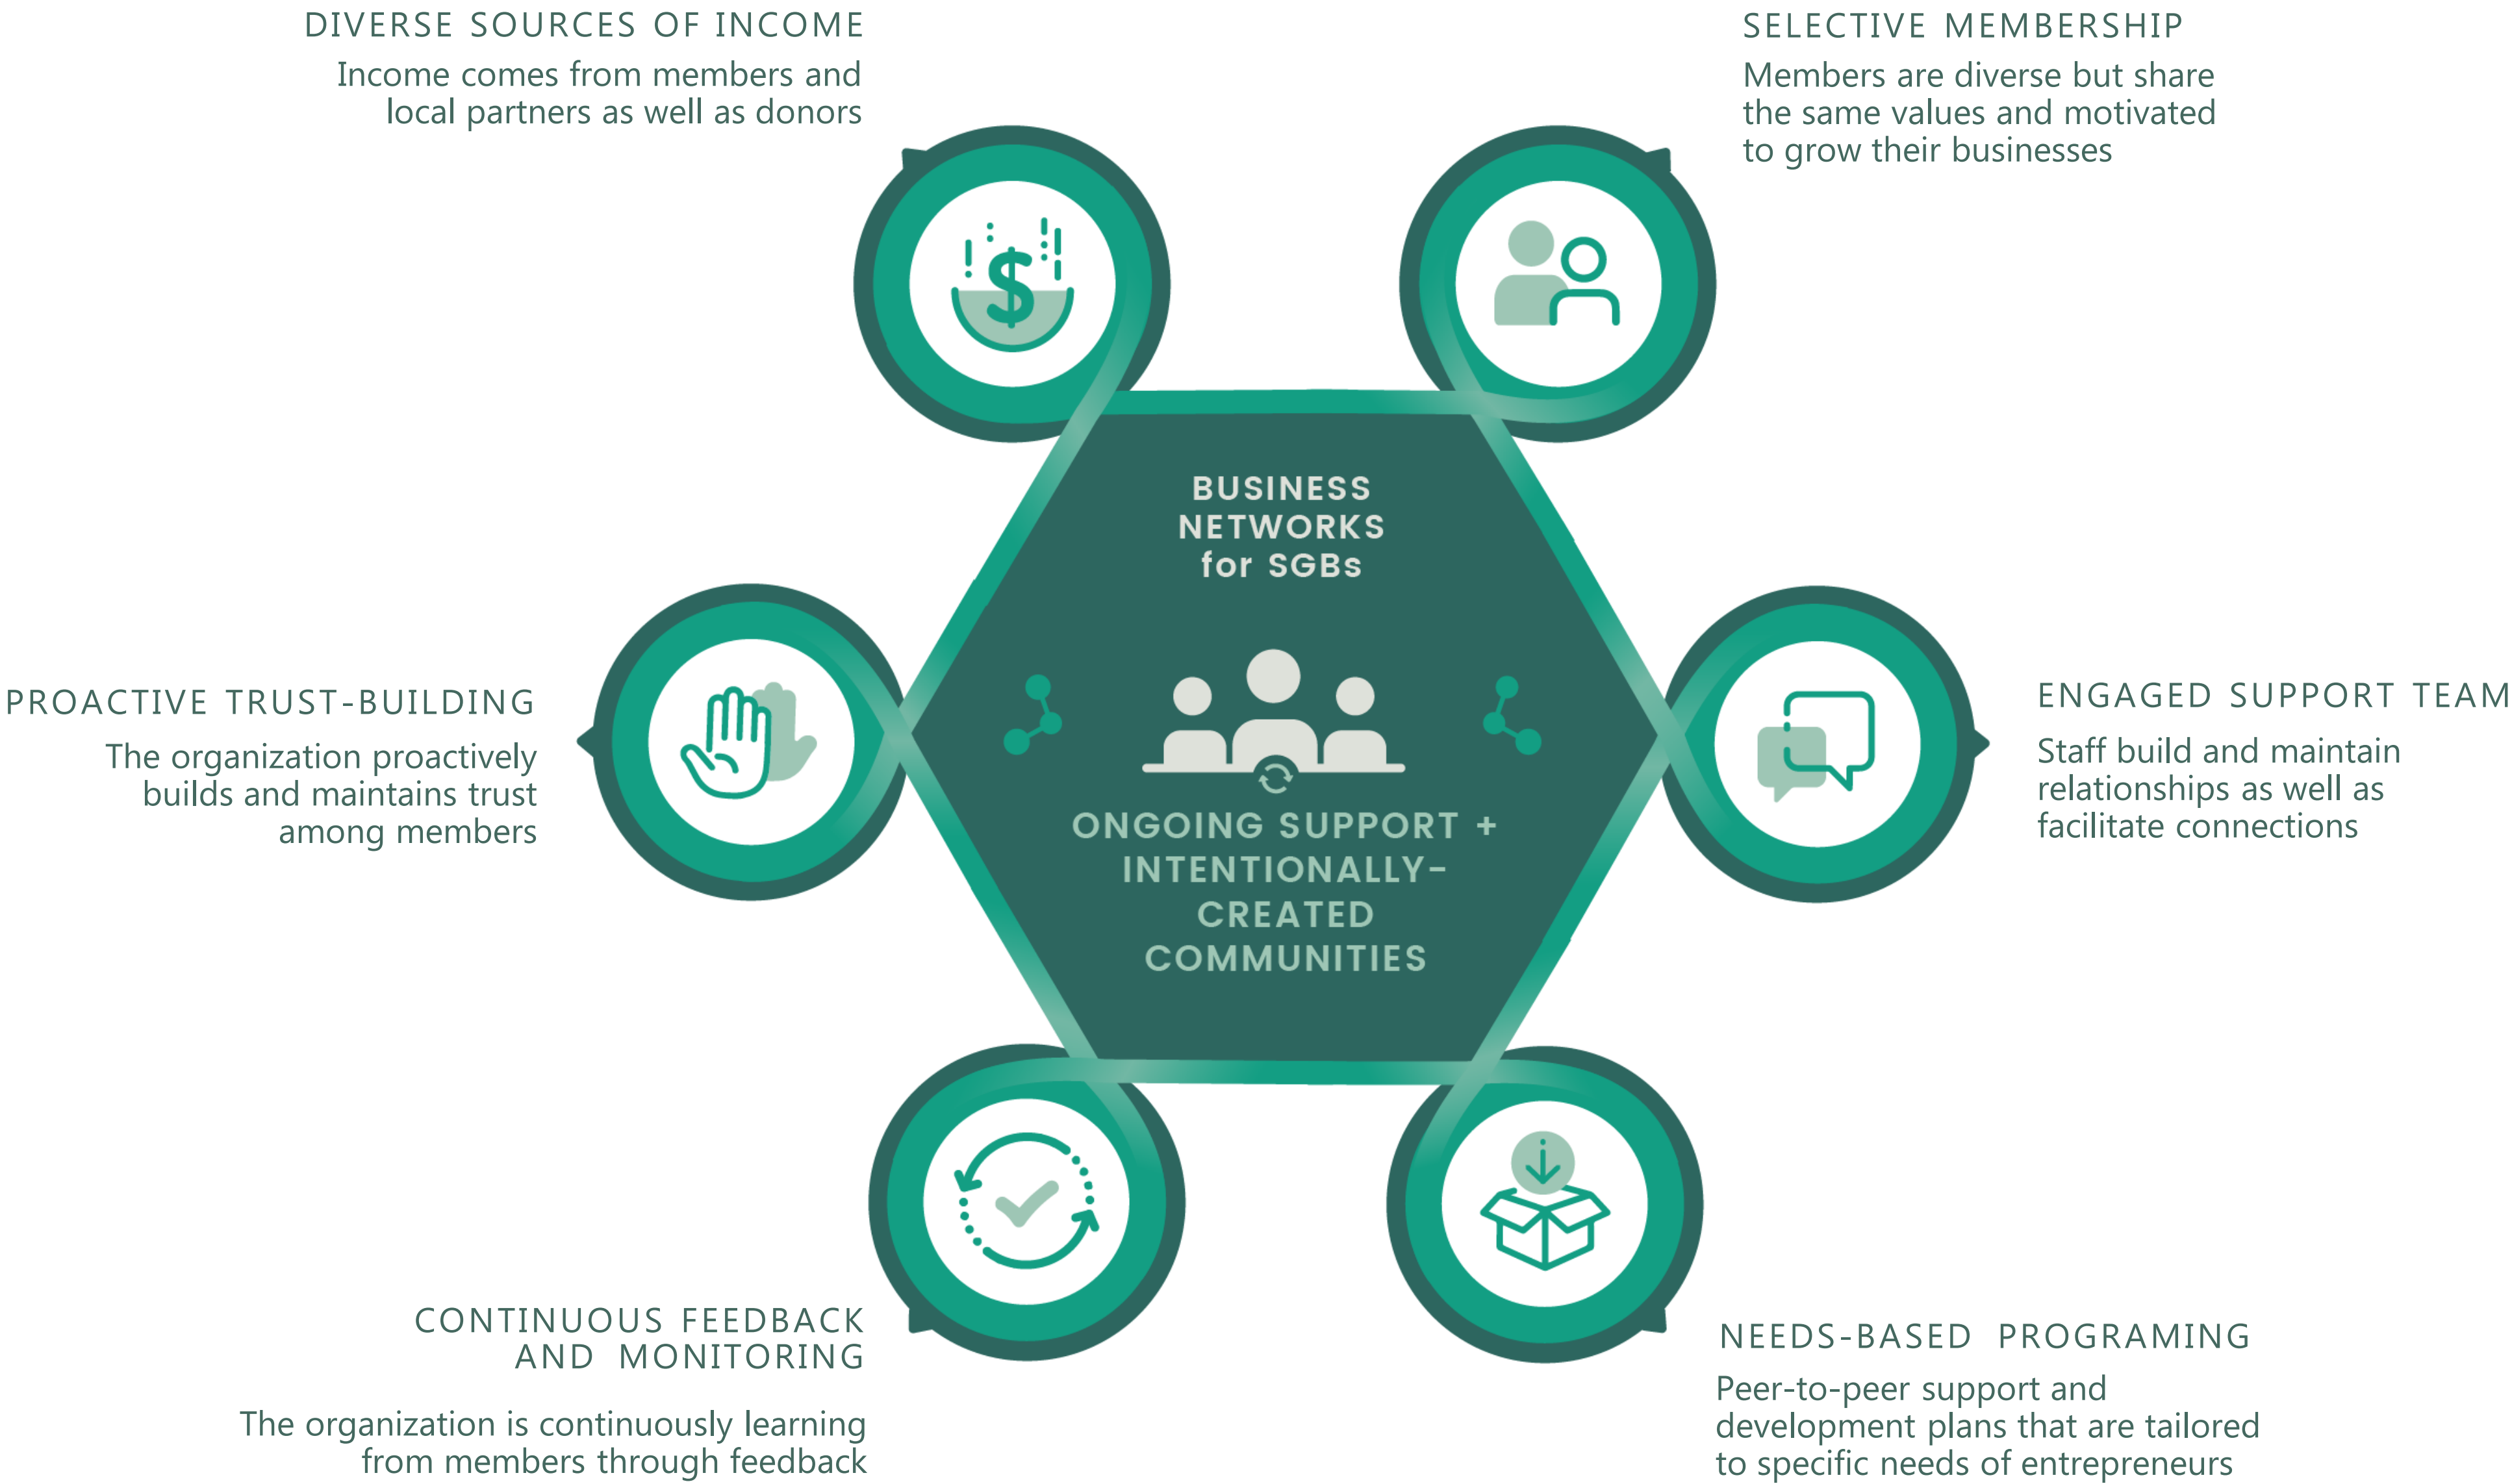 DIVERSE SOURCES OF INCOME
Income comes from members and
local partners as well as donors
SELECTIVE MEMBERSHIP
Members are diverse but share
the same values and motivated
to grow their businesses
BUSINESS
NETWORKS
for SGBs
ONGOING SUPPORT +
INTENTIONALLY-
CREATED
COMMUNITIES
PROACTIVE TRUST-BUILDING
The organization proactively
builds and maintains trust
among members
ENGAGED SUPPORT TEAM
Staff build and maintain
relationships as well as
facilitate connections
CONTINUOUS FEEDBACK
AND MONITORING
The organization is continuously learning
from members through feedback
NEEDS-BASED PROGRAMING
Peer-to-peer support and
development plans that are tailored
to specific needs of entrepreneurs